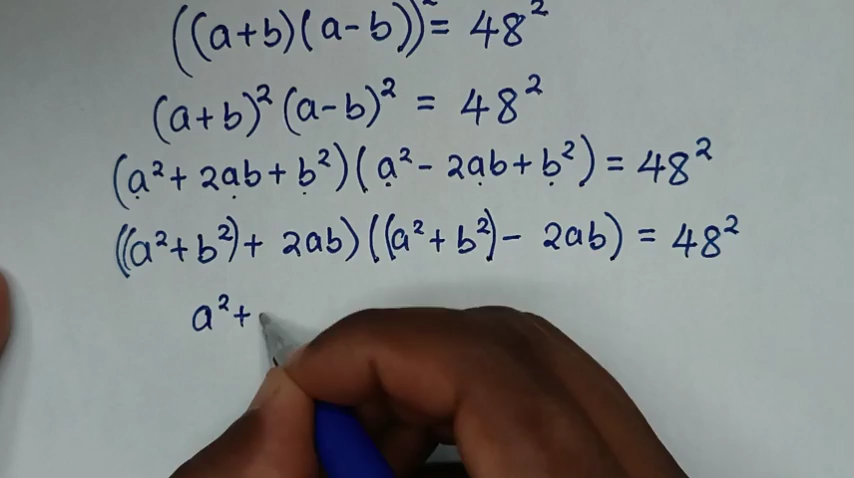 ((a+b)(a-b))² = 48²
(a+b)² (a-b)² = 48²
(a² + 2ab + b²)(a² - 2ab + b²) = 48²
((a² + b²) + 2ab)((a² + b²) - 2ab) = 48²
a² +